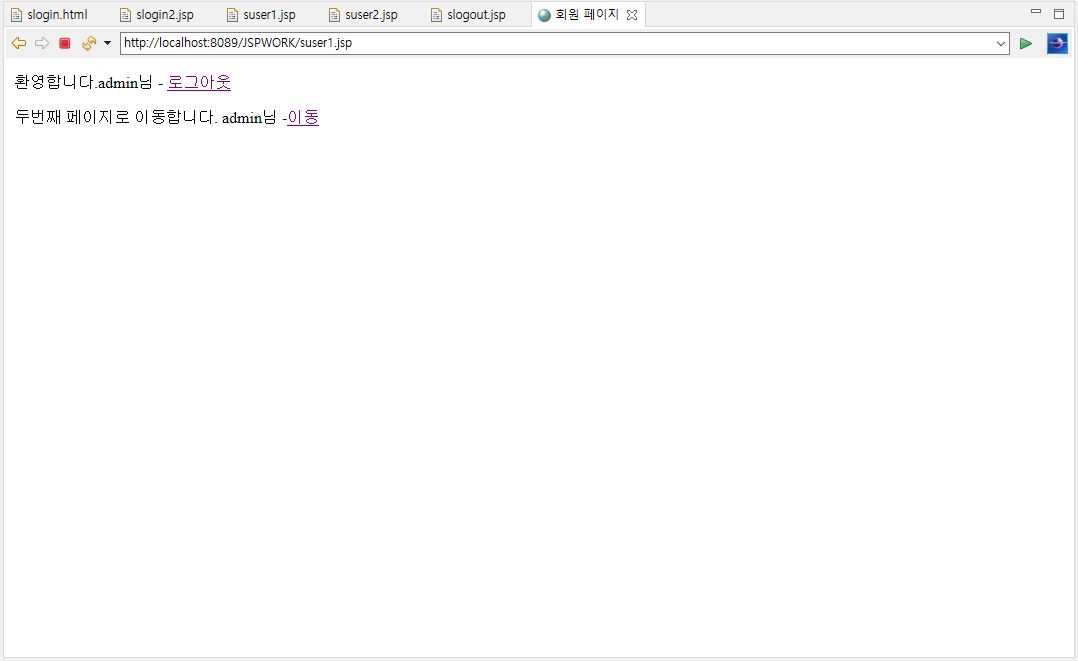 slogin.html slogin2.jsp suser1.jsp suser2.jsp slogout.jsp 회원 페이지
http://localhost:8089/JSPWORK/suser1.jsp
환영합니다.admin님 - 로그아웃
두번째 페이지로 이동합니다. admin님 -이동